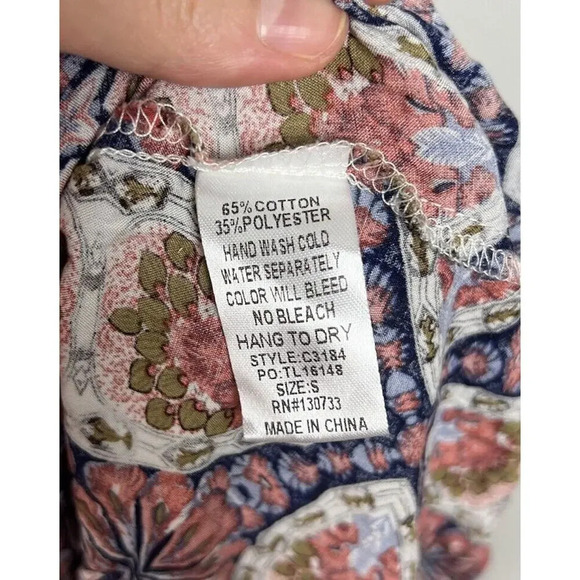 65% COTTON
35% POLYESTER
HAND WASH COLD
WATER SEPARATELY
COLOR WILL BLEED
NO BLEACH
HANG TO DRY
STYLE:C3184
PO:TL16148
SIZE:S
RN#130733
MADE IN CHINA